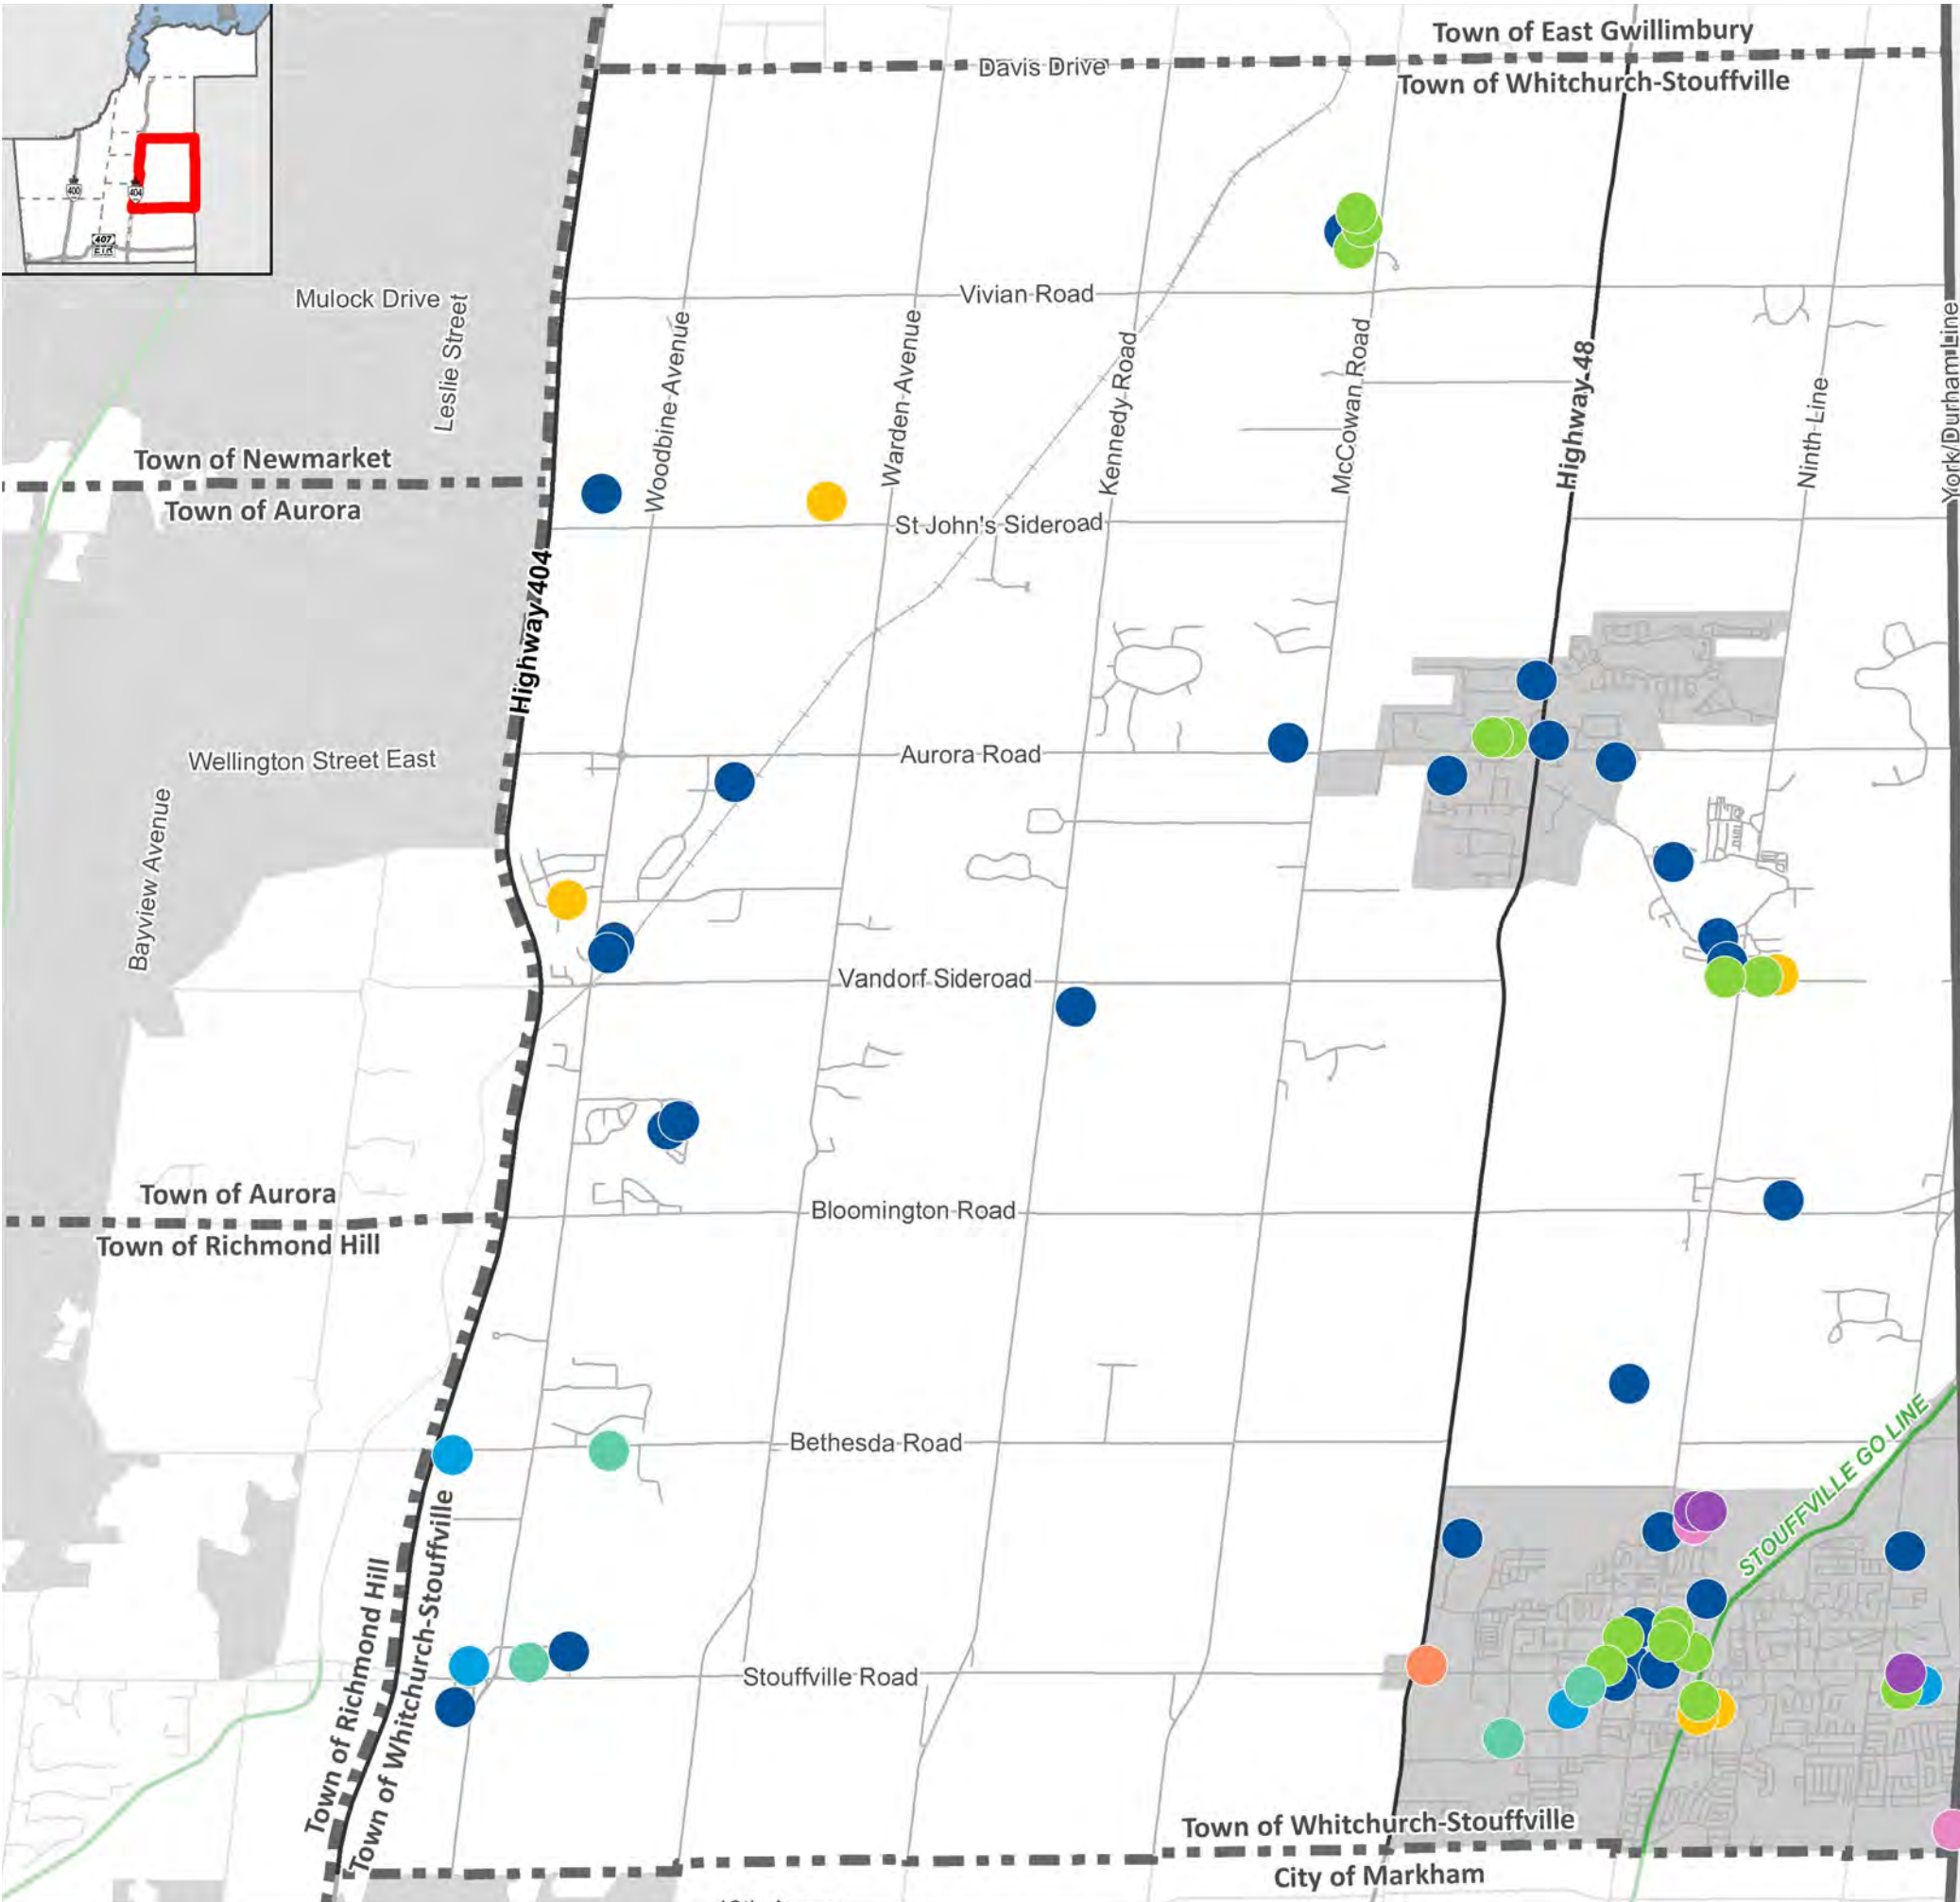 Town of East Gwillimbury
Davis Drive
Town of Whitchurch-Stouffville
400
404
407
ETR
Mulock Drive
Leslie Street
Vivian Road
Woodbine Avenue
Warden Avenue
Kennedy Road
McCowan Road
Highway 48
Ninth Line
York/Durham Line
Town of Newmarket
Town of Aurora
St John's Sideroad
Highway 404
Wellington Street East
Aurora Road
Bayview Avenue
Vandorf Sideroad
Town of Aurora
Town of Richmond Hill
Bloomington Road
Bethesda Road
STOUFFVILLE GO LINE
Town of Richmond Hill
Town of Whitchurch-Stouffville
Stouffville Road
Town of Whitchurch-Stouffville
City of Markham